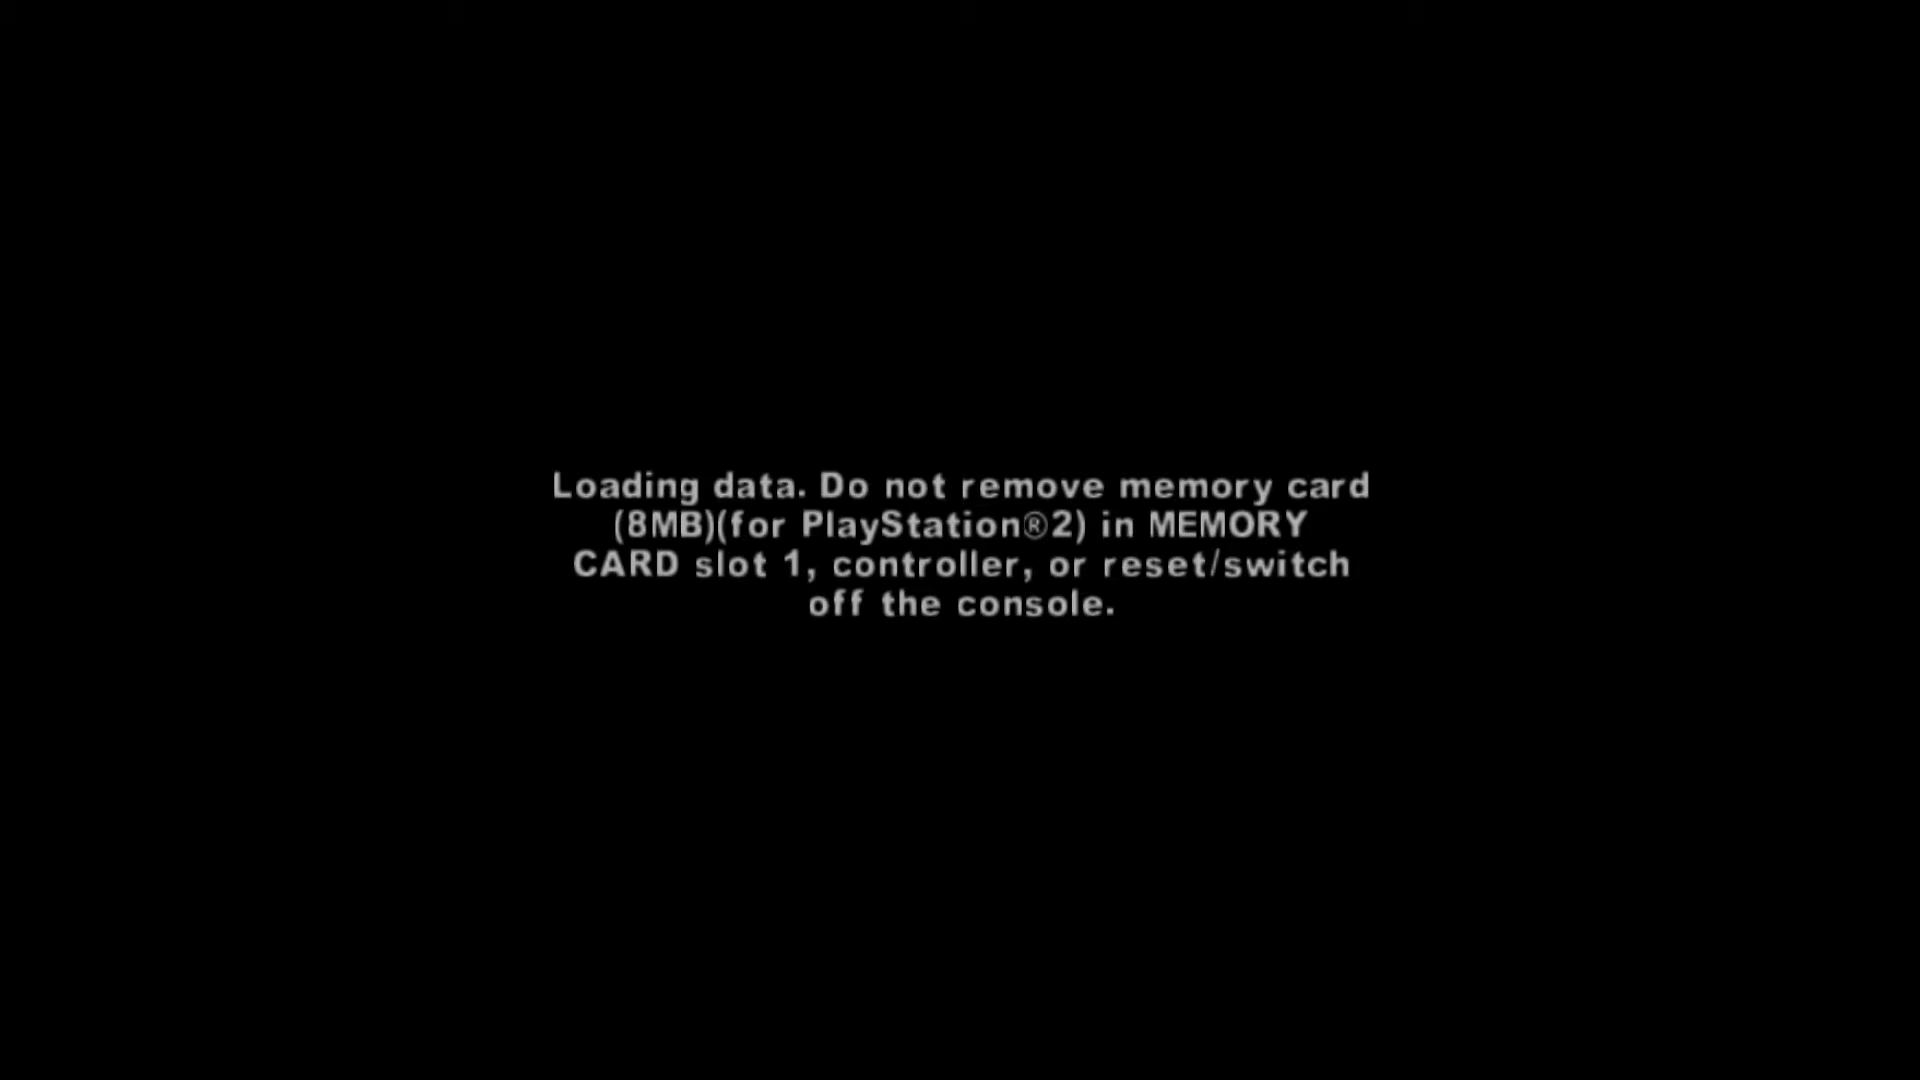 Loading data. Do not remove memory card
(8MB)(for PlayStation®2) in MEMORY
CARD slot 1, controller, or reset/switch
off the console.